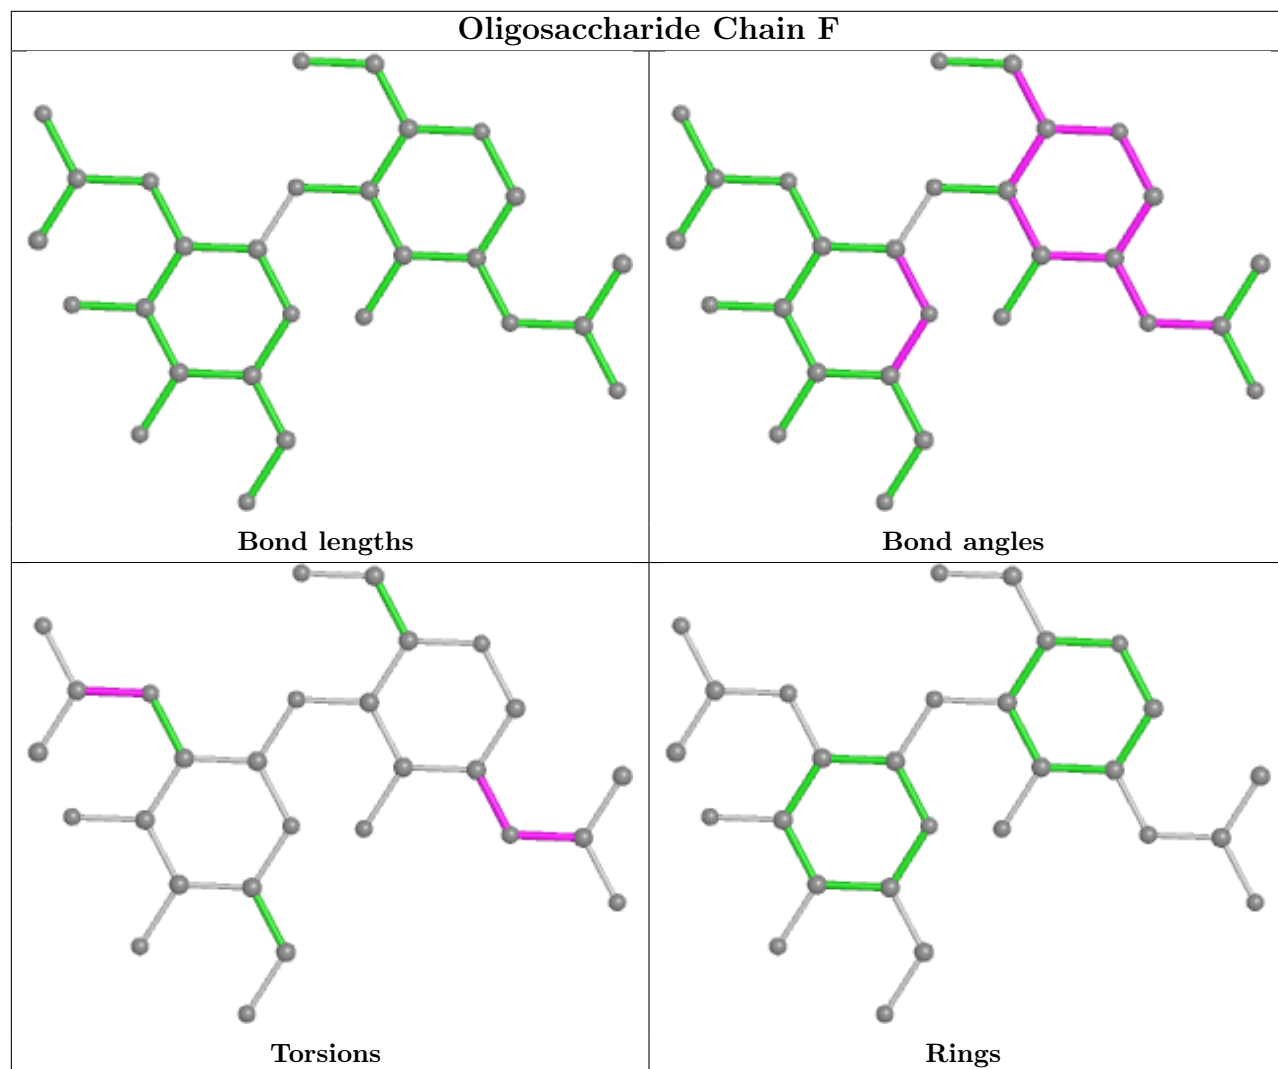 Oligosaccharide Chain F
Bond lengths
Bond angles
Torsions
Rings